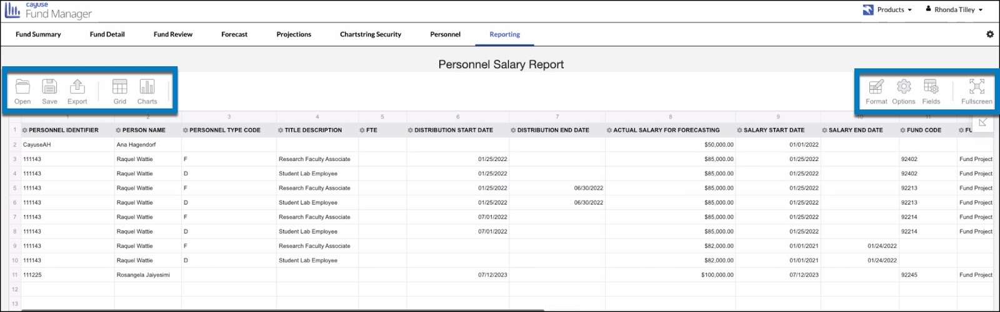 cayuse
Fund Manager
Products
Rhonda Tilley
Fund Summary Fund Detail Fund Review Forecast Projections Chartstring Security Personnel Reporting
Personnel Salary Report
Open Save Export Grid Charts Format Options Fields Fullscreen
3 4 5 6 7 8 9
1 PERSONNEL IDENTIFIER PERSON NAME PERSONNEL TYPE CODE TITLE DESCRIPTION FTE DISTRIBUTION START DATE DISTRIBUTION END DATE ACTUAL SALARY FOR FORECASTING SALARY START DATE SALARY END DATE FUND CODE FU
2 CayuseAH Ana Hagendorf $50,000.00 01/01/2022
3 111143 Raquel Wattie F Research Faculty Associate 01/25/2022 $85,000.00 01/25/2022 92402 Fund Project
4 111143 Raquel Wattie D Student Lab Employee 01/25/2022 $85,000.00 01/25/2022 92402 Fund Project
5 111143 Raquel Wattie F Research Faculty Associate 01/25/2022 06/30/2022 $85,000.00 01/25/2022 92213 Fund Project
6 111143 Raquel Wattie D Student Lab Employee 01/25/2022 06/30/2022 $85,000.00 01/25/2022 92213 Fund Project
7 111143 Raquel Wattie F Research Faculty Associate 07/01/2022 $85,000.00 01/25/2022 92214 Fund Project
8 111143 Raquel Wattie D Student Lab Employee 07/01/2022 $85,000.00 01/25/2022 92214 Fund Project
9 111143 Raquel Wattie F Research Faculty Associate $82,000.00 01/01/2021 01/24/2022
10 111143 Raquel Wattie D Student Lab Employee $82,000.00 01/01/2021 01/24/2022
11 111225 Rosangela Jaiyesimi 07/12/2023 $100,000.00 07/12/2023 92245 Fund Project
12
13